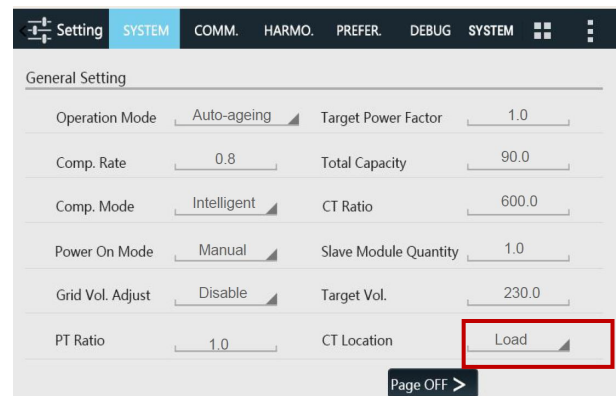 Setting SYSTEM COMM. HARMO. PREFER. DEBUG SYSTEM
General Setting
Operation Mode Auto-ageing Target Power Factor 1.0
Comp. Rate 0.8 Total Capacity 90.0
Comp. Mode Intelligent CT Ratio 600.0
Power On Mode Manual Slave Module Quantity 1.0
Grid Vol. Adjust Disable Target Vol. 230.0
PT Ratio 1.0 CT Location Load
Page OFF >